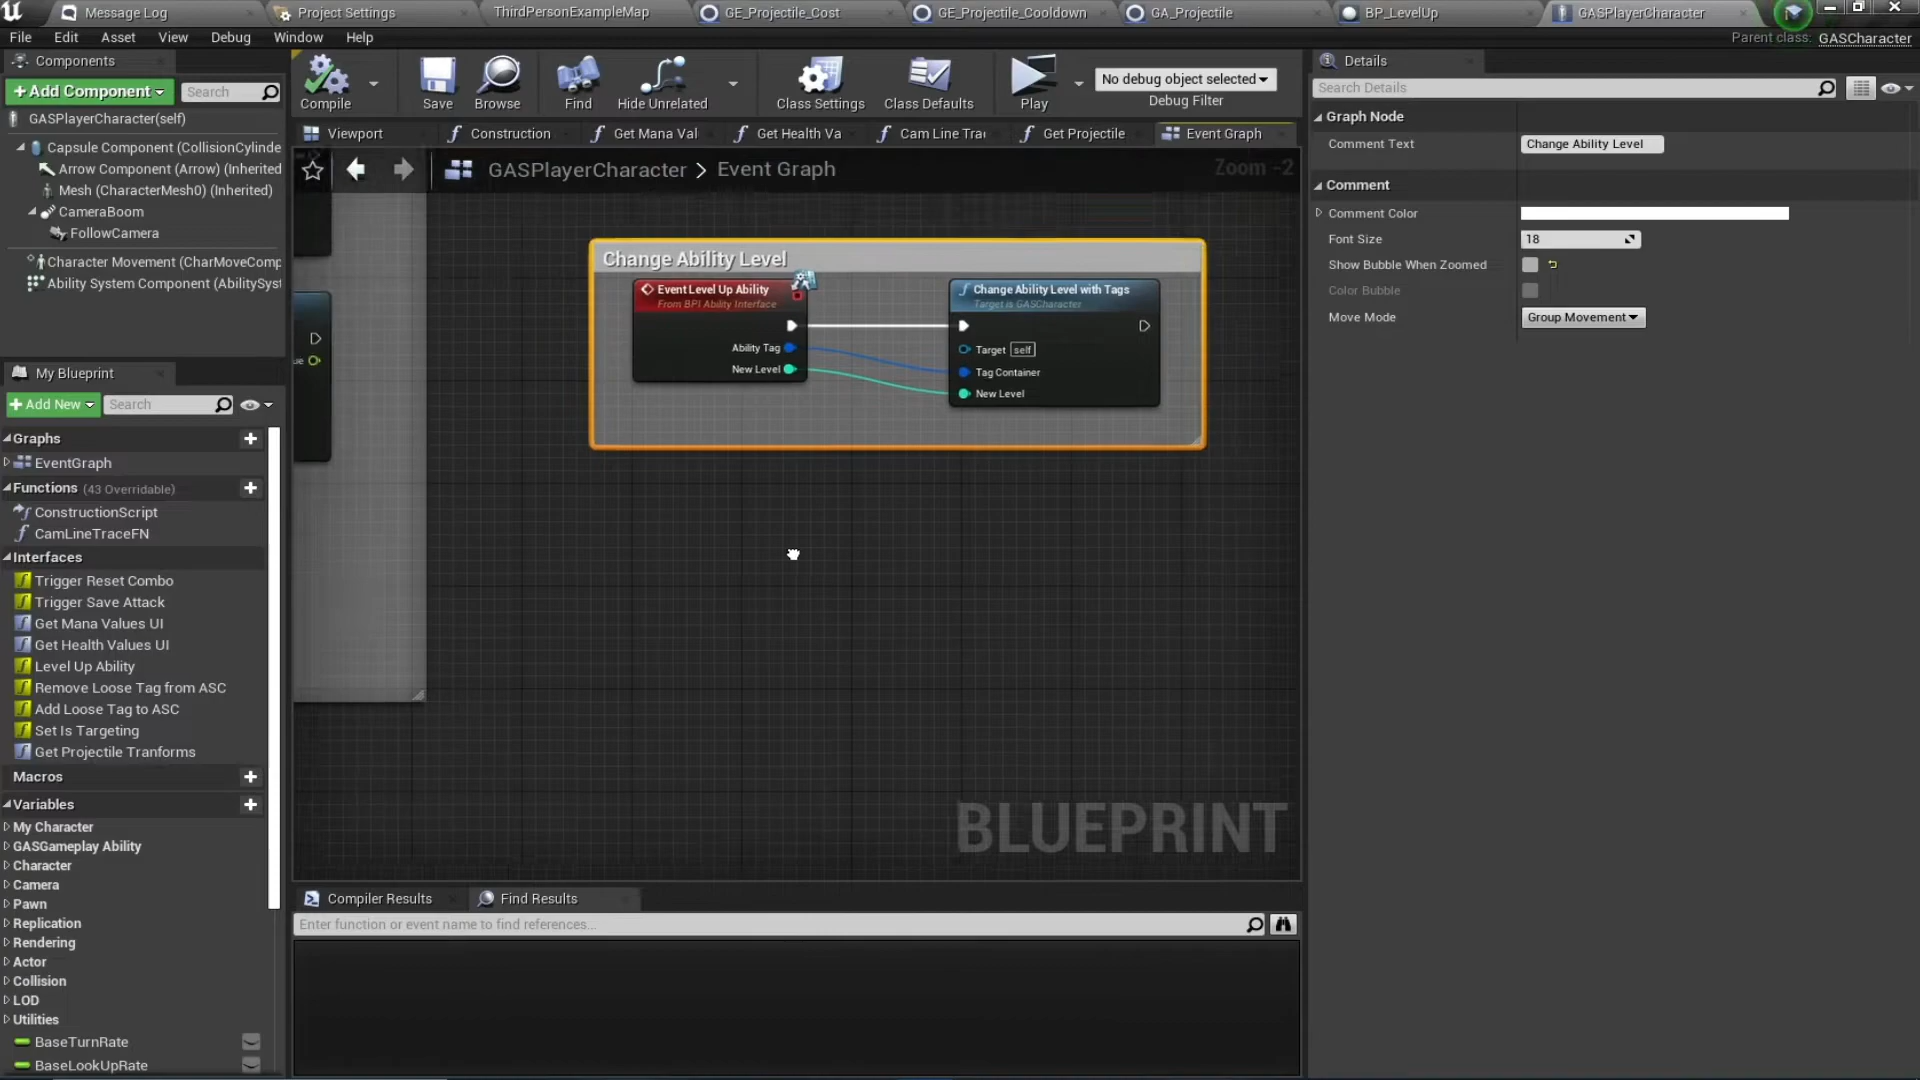 Message Log
Project Settings
ThirdPersonExampleMap
GE_Projectile_Cost
GE_Projectile_Cooldown
GA_Projectile
BP_LevelUp
GASPlayerCharacter
File Edit Asset View Debug Window Help
Parent class: GASCharacter
Components
+ Add Component
Search
GASPlayerCharacter(self)
Capsule Component (CollisionCylinde
Arrow Component (Arrow) (Inherited
Mesh (CharacterMesh0) (Inherited)
CameraBoom
FollowCamera
Character Movement (CharMoveComp
Ability System Component (AbilitySyst
My Blueprint
+ Add New
Search
Graphs
EventGraph
Functions (43 Overridable)
ConstructionScript
CamLineTraceFN
Interfaces
Trigger Reset Combo
Trigger Save Attack
Get Mana Values UI
Get Health Values UI
Level Up Ability
Remove Loose Tag from ASC
Add Loose Tag to ASC
Set Is Targeting
Get Projectile Tranforms
Macros
Variables
My Character
GASGameplay Ability
Character
Camera
Pawn
Replication
Rendering
Actor
Collision
LOD
Utilities
BaseTurnRate
BaseLookUpRate
Compile
Save
Browse
Find
Hide Unrelated
Class Settings
Class Defaults
Play
No debug object selected
Debug Filter
Viewport
Construction
Get Mana Val
Get Health Va
Cam Line Tra
Get Projectile
Event Graph
GASPlayerCharacter > Event Graph
Zoom -2
Change Ability Level
Event Level Up Ability
From BPI Ability Interface
Ability Tag
New Level
Change Ability Level with Tags
Target is GASCharacter
Target self
Tag Container
New Level
BLUEPRINT
Compiler Results
Find Results
Enter function or event name to find references...
Details
Search Details
Graph Node
Comment Text Change Ability Level
Comment
Comment Color
Font Size 18
Show Bubble When Zoomed
Color Bubble
Move Mode Group Movement